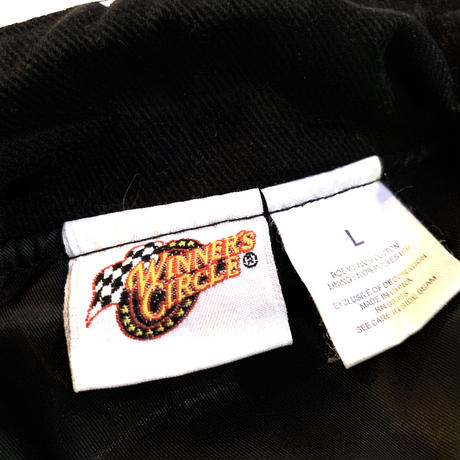 WINNER'S
CIRCLE ®
L
BODY: 100% COTTON
LINING: 100% POLYESTER
EXCLUSIVE OF DECORATION
MADE IN CHINA
RN
SEE CARE IN SIDE SEAM